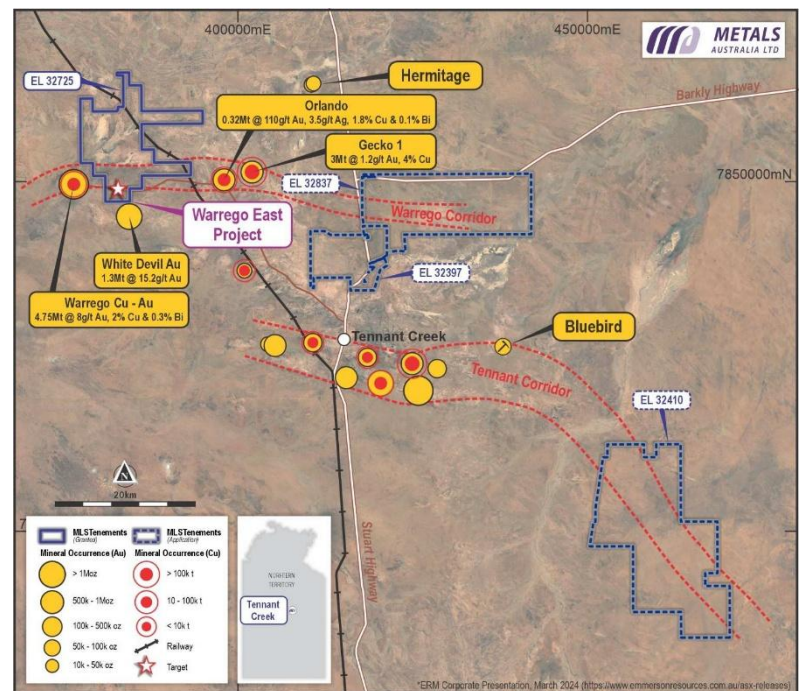 400000mE
450000mE
METALS
AUSTRALIA LTD
EL 32725
Hermitage
Barkly Highway
Orlando
0.32Mt @ 110g/t Au, 3.5g/t Ag, 1.8% Cu & 0.1% Bi
Gecko 1
3Mt @ 1.2g/t Au, 4% Cu
7850000mN
EL 32837
Warrego Corridor
Warrego East
Project
White Devil Au
1.3Mt @ 15.2g/t Au
EL 32397
Warrego Cu - Au
4.75Mt @ 8g/t Au, 2% Cu & 0.3% Bi
Tennant Creek
Bluebird
Tennant Corridor
EL 32410
N
20km
7
Stuart Highway
MLSTenements
(Granted)
MLSTenements
(Application)
Mineral Occurrence (Au)
Mineral Occurrence (Cu)
> 1Moz
> 100k t
500k - 1Moz
10 - 100k t
100k - 500k oz
< 10k t
50k - 100k oz
Railway
10k - 50k oz
Target
NORTHERN
TERRITORY
Tennant
Creek
*ERM Corporate Presentation, March 2024 (https://www.emmersonresources.com.au/asx-releases)